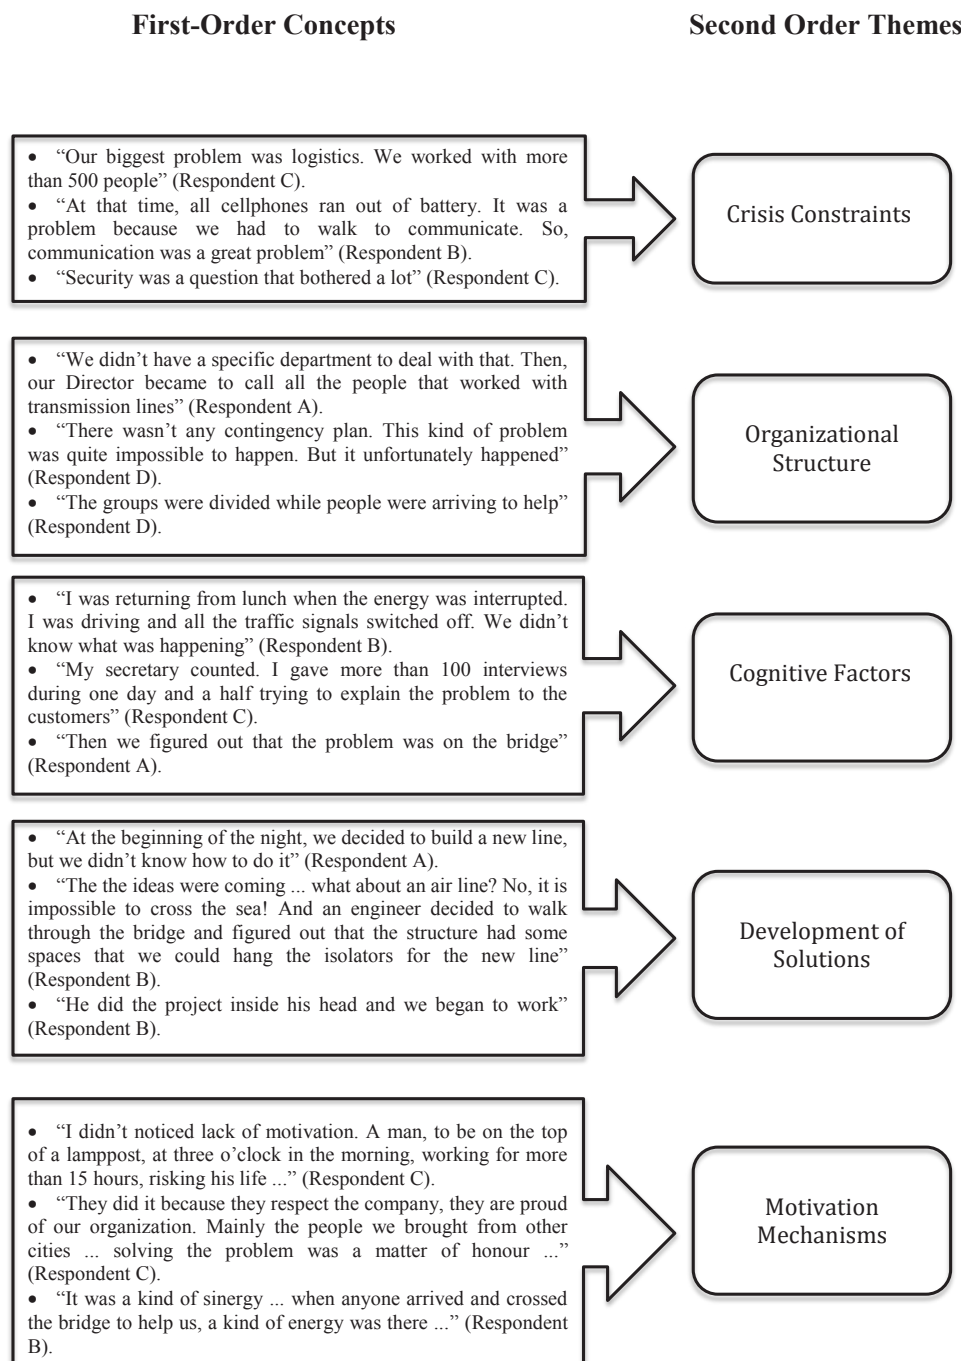 First-Order Concepts
Second Order Themes
• “Our biggest problem was logistics. We worked with more
than 500 people” (Respondent C).
• “At that time, all cellphones ran out of battery. It was a
problem because we had to walk to communicate. So,
communication was a great problem” (Respondent B).
• “Security was a question that bothered a lot” (Respondent C).
Crisis Constraints
• “We didn’t have a specific department to deal with that. Then,
our Director became to call all the people that worked with
transmission lines” (Respondent A).
• “There wasn’t any contingency plan. This kind of problem
was quite impossible to happen. But it unfortunately happened”
(Respondent D).
• “The groups were divided while people were arriving to help”
(Respondent D).
Organizational
Structure
• “I was returning from lunch when the energy was interrupted.
I was driving and all the traffic signals switched off. We didn’t
know what was happening” (Respondent B).
• “My secretary counted. I gave more than 100 interviews
during one day and a half trying to explain the problem to the
customers” (Respondent C).
• “Then we figured out that the problem was on the bridge”
(Respondent A).
Cognitive Factors
• “At the beginning of the night, we decided to build a new line,
but we didn’t know how to do it” (Respondent A).
• “The the ideas were coming ... what about an air line? No, it is
impossible to cross the sea! And an engineer decided to walk
through the bridge and figured out that the structure had some
spaces that we could hang the isolators for the new line”
(Respondent B).
• “He did the project inside his head and we began to work”
(Respondent B).
Development of
Solutions
• “I didn’t noticed lack of motivation. A man, to be on the top
of a lamppost, at three o’clock in the morning, working for more
than 15 hours, risking his life ...” (Respondent C).
• “They did it because they respect the company, they are proud
of our organization. Mainly the people we brought from other
cities ... solving the problem was a matter of honour ...”
(Respondent C).
• “It was a kind of sinergy ... when anyone arrived and crossed
the bridge to help us, a kind of energy was there ...” (Respondent
B).
Motivation
Mechanisms